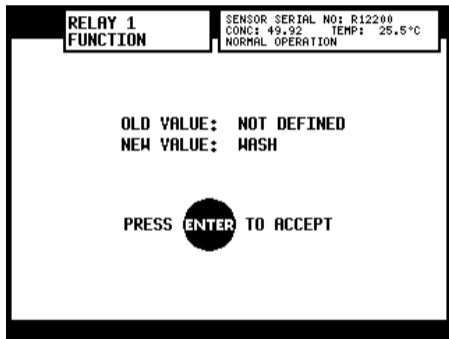 RELAY 1
FUNCTION
SENSOR SERIAL NO: R12200
CONC: 49.92 TEMP: 25.5°C
NORMAL OPERATION
OLD VALUE: NOT DEFINED
NEW VALUE: WASH
PRESS ENTER TO ACCEPT